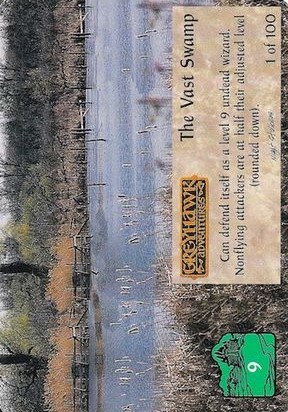 The Vast Swamp
GREYHAWK
ADVENTURES
Can defend itself as a level 9 undead wizard.
Nonflying attackers are at half their adjusted level
(rounded down).
1 of 100
9